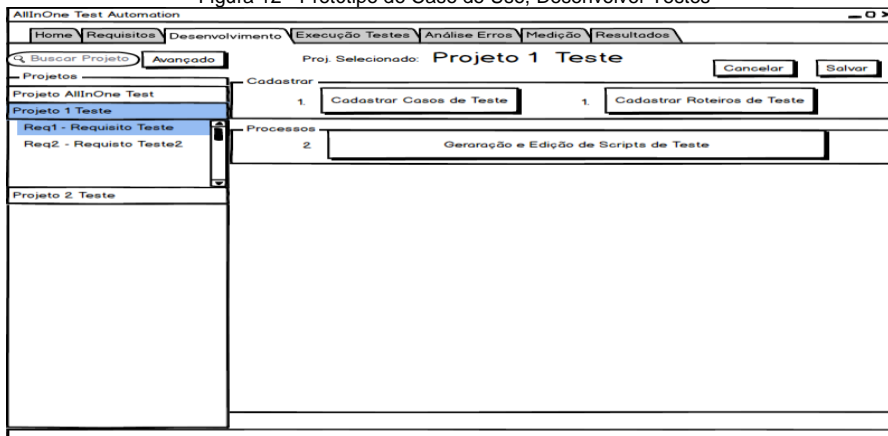 Figura 12 - Protótipo de Caso de Uso, Desenvolver Testes
AllInOne Test Automation
Home Requisitos Desenvolvimento Execução Testes Análise Erros Medição Resultados
Buscar Projeto Avançado
Proj. Selecionado: Projeto 1 Teste
Cancelar Salvar
Projetos
Projeto AllInOne Test
Projeto 1 Teste
Req1 - Requisito Teste
Req2 - Requisto Teste2
Projeto 2 Teste
Cadastrar
1. Cadastrar Casos de Teste 1. Cadastrar Roteiros de Teste
Processos
2 Geraração e Edição de Scripts de Teste